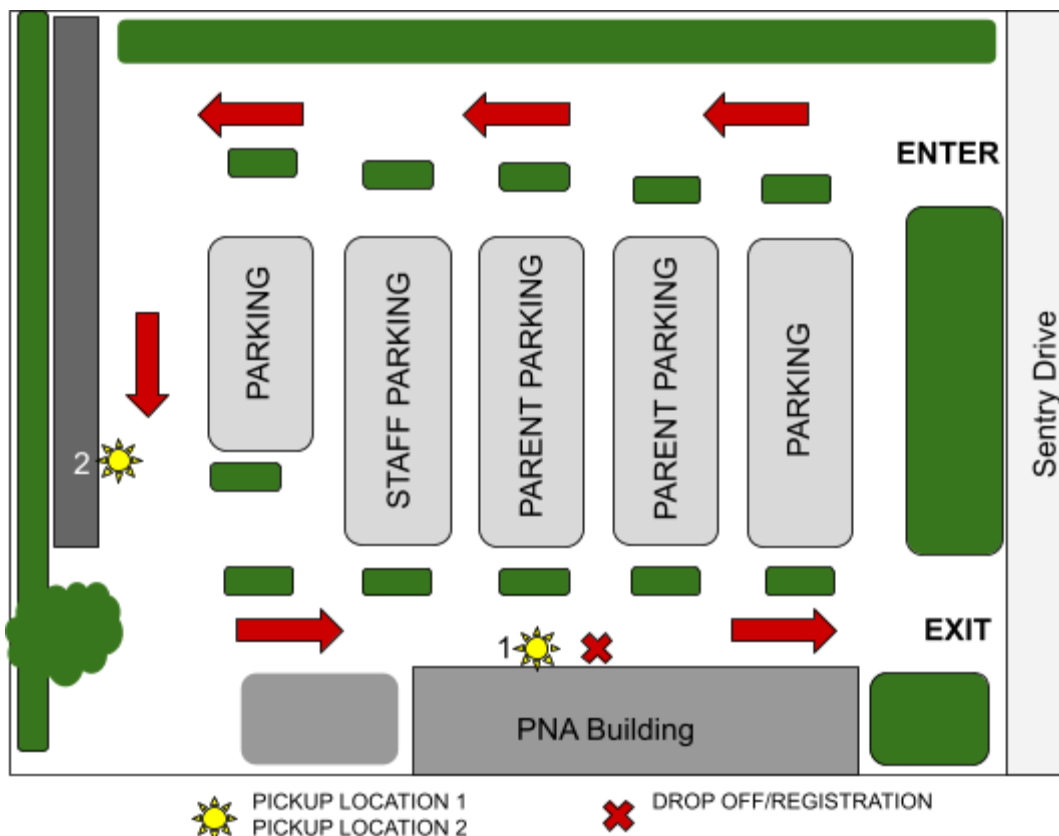 ENTER
PARKING
STAFF PARKING
PARENT PARKING
PARENT PARKING
PARKING
Sentry Drive
2
EXIT
1
PNA Building
PICKUP LOCATION 1
PICKUP LOCATION 2
DROP OFF/REGISTRATION